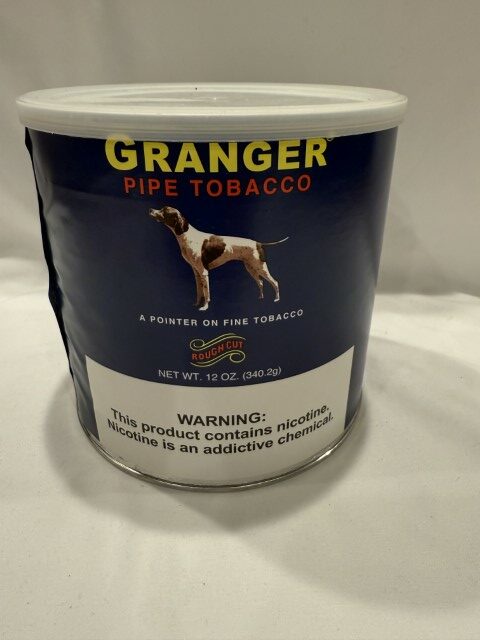 GRANGER
PIPE TOBACCO
A POINTER ON FINE TOBACCO
ROUGH CUT
NET WT. 12 OZ. (340.2g)
WARNING:
This product contains nicotine.
Nicotine is an addictive chemical.